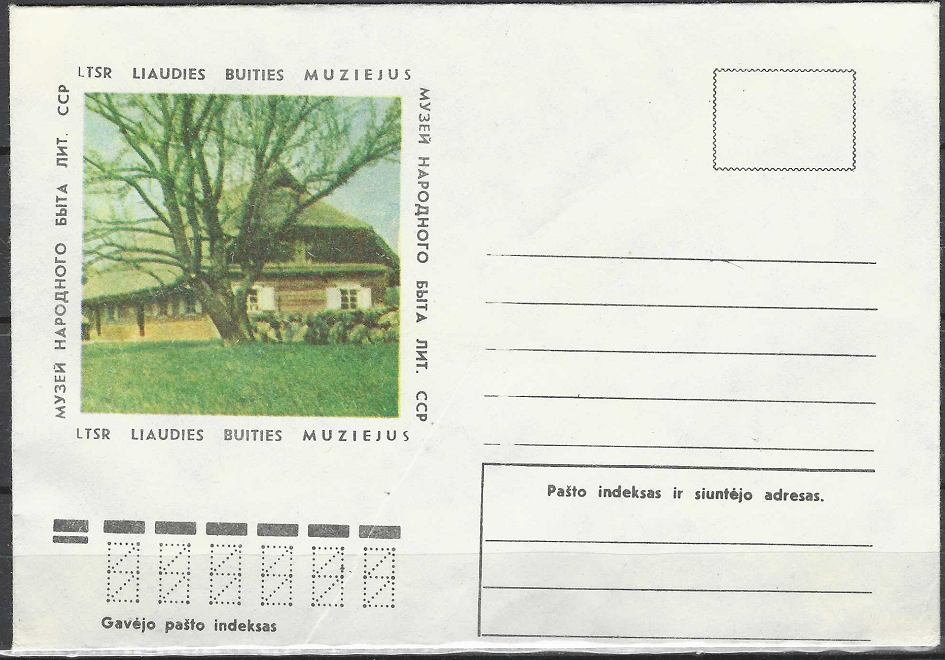 LTSR LIAUDIES BUITIES MUZIEJUS
МУЗЕЙ НАРОДНОГО БЫТА ЛИТ. ССР
МУЗЕЙ НАРОДНОГО БЫТА ЛИТ. ССР
LTSR LIAUDIES BUITIES MUZIEJUS
Pašto indeksas ir siuntėjo adresas.
Gavėjo pašto indeksas